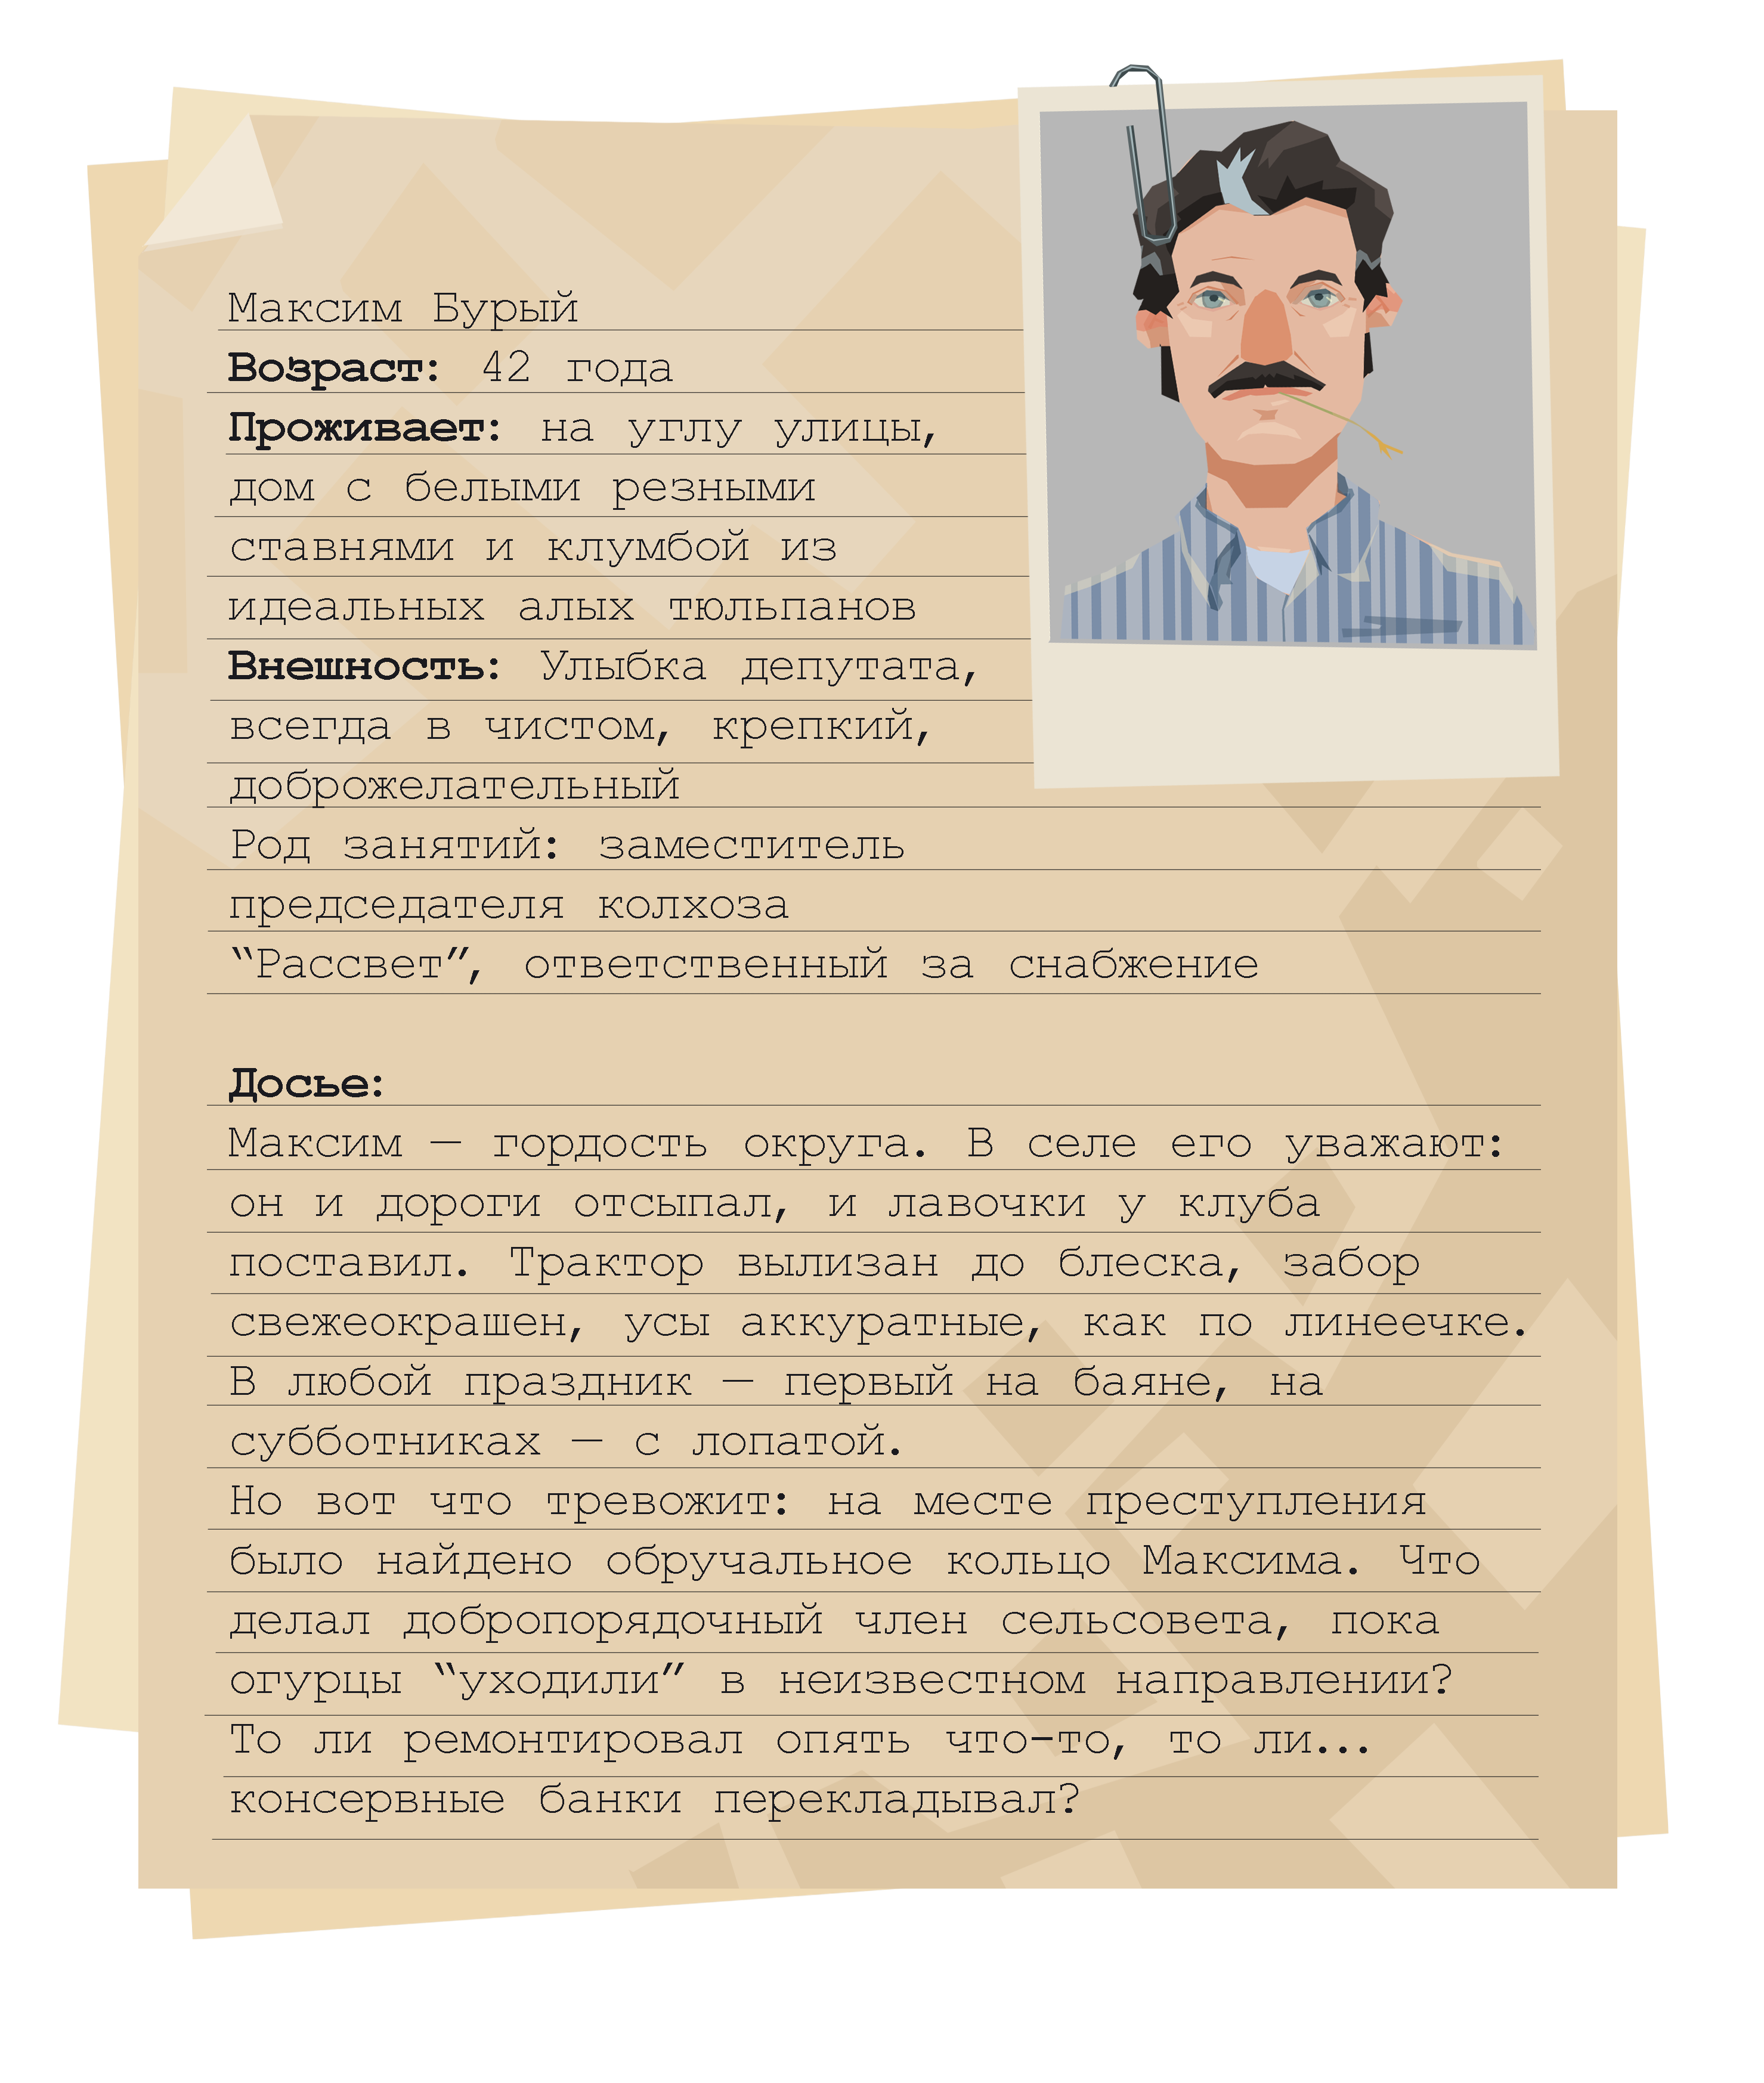 Максим Бурый
Возраст: 42 года
Проживает: на углу улицы,
дом с белыми резными
ставнями и клумбой из
идеальных алых тюльпанов
Внешность: Улыбка депутата,
всегда в чистом, крепкий,
доброжелательный
Род занятий: заместитель
председателя колхоза
“Рассвет”, ответственный за снабжение
Досье:
Максим — гордость округа. В селе его уважают:
он и дороги отсыпал, и лавочки у клуба
поставил. Трактор вылизан до блеска, забор
свежеокрашен, усы аккуратные, как по линеечке.
В любой праздник — первый на баяне, на
субботниках — с лопатой.
Но вот что тревожит: на месте преступления
было найдено обручальное кольцо Максима. Что
делал добропорядочный член сельсовета, пока
огурцы “уходили” в неизвестном направлении?
То ли ремонтировал опять что-то, то ли...
консервные банки перекладывал?